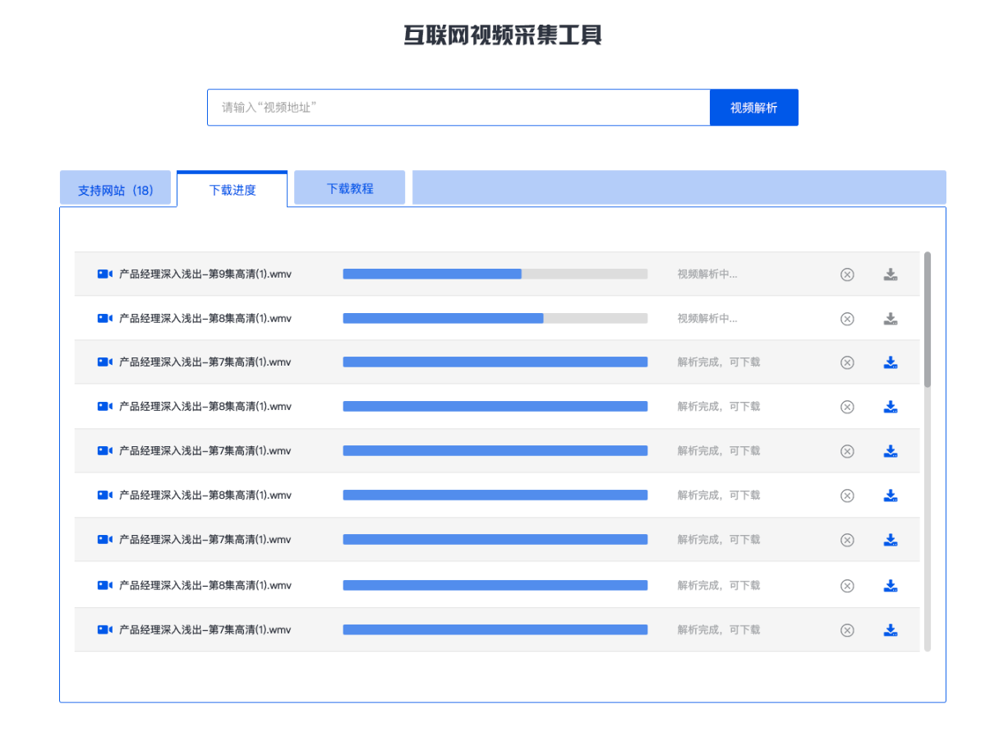 互联网视频采集工具
请输入“视频地址”
视频解析
支持网站（18） 下载进度 下载教程
产品经理深入浅出–第9集高清(1).wmv 视频解析中...
产品经理深入浅出–第8集高清(1).wmv 视频解析中...
产品经理深入浅出–第7集高清(1).wmv 解析完成，可下载
产品经理深入浅出–第8集高清(1).wmv 解析完成，可下载
产品经理深入浅出–第7集高清(1).wmv 解析完成，可下载
产品经理深入浅出–第8集高清(1).wmv 解析完成，可下载
产品经理深入浅出–第7集高清(1).wmv 解析完成，可下载
产品经理深入浅出–第8集高清(1).wmv 解析完成，可下载
产品经理深入浅出–第7集高清(1).wmv 解析完成，可下载